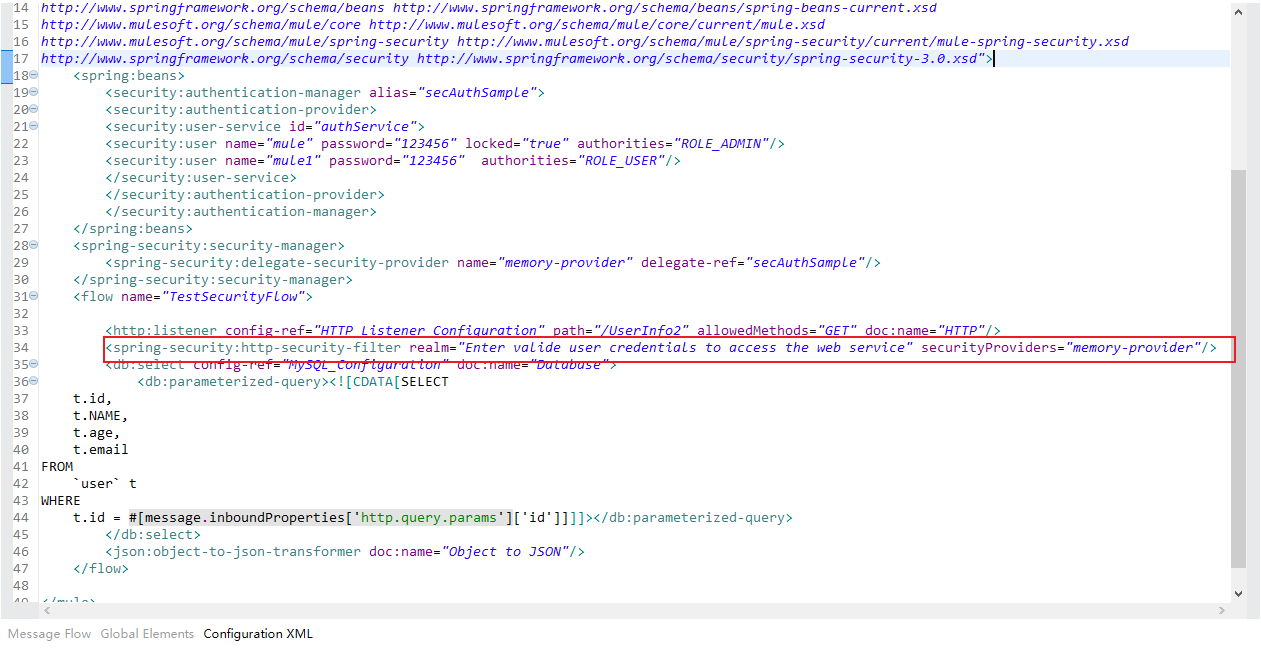 14 http://www.springframework.org/schema/beans http://www.springframework.org/schema/beans/spring-beans-current.xsd
15 http://www.mulesoft.org/schema/mule/core http://www.mulesoft.org/schema/mule/core/current/mule.xsd
16 http://www.mulesoft.org/schema/mule/spring-security http://www.mulesoft.org/schema/mule/spring-security/current/mule-spring-security.xsd
17 http://www.springframework.org/schema/security http://www.springframework.org/schema/security/spring-security-3.0.xsd">
18 <spring:beans>
19 <security:authentication-manager alias="secAuthSample">
20 <security:authentication-provider>
21 <security:user-service id="authService">
22 <security:user name="mule" password="123456" locked="true" authorities="ROLE_ADMIN"/>
23 <security:user name="mule1" password="123456"  authorities="ROLE_USER"/>
24 </security:user-service>
25 </security:authentication-provider>
26 </security:authentication-manager>
27 </spring:beans>
28 <spring-security:security-manager>
29 <spring-security:delegate-security-provider name="memory-provider" delegate-ref="secAuthSample"/>
30 </spring-security:security-manager>
31 <flow name="TestSecurityFlow">
32
33 <http:listener config-ref="HTTP_Listener_Configuration" path="/UserInfo2" allowedMethods="GET" doc:name="HTTP"/>
34 <spring-security:http-security-filter realm="Enter valide user credentials to access the web service" securityProviders="memory-provider"/>
35 <db:select config-ref="MySQL_Configuration" doc:name="Database">
36 <db:parameterized-query><![CDATA[SELECT
37 t.id,
38 t.NAME,
39 t.age,
40 t.email
41 FROM
42 `user` t
43 WHERE
44 t.id = #[message.inboundProperties['http.query.params']['id']]]]></db:parameterized-query>
45 </db:select>
46 <json:object-to-json-transformer doc:name="Object to JSON"/>
47 </flow>
48
49 </mule>
Message Flow Global Elements Configuration XML